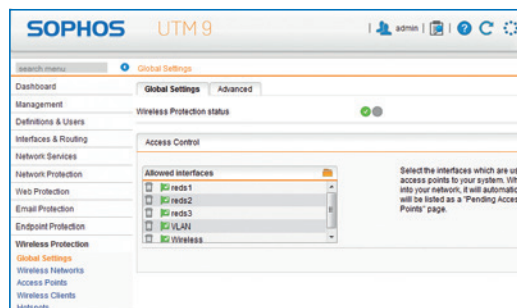 SOPHOS UTM 9
admin
search menu
Global Settings
Dashboard
Management
Definitions & Users
Interfaces & Routing
Network Services
Network Protection
Web Protection
Email Protection
Endpoint Protection
Wireless Protection
Global Settings
Wireless Networks
Access Points
Wireless Clients
Hotspots
Global Settings Advanced
Wireless Protection status
Access Control
Allowed interfaces
reds1
reds2
reds3
VLAN
Wireless
Select the interfaces which are us
access points to your system. Wh
into your network, it will automatic
will be listed as a "Pending Acces
Points" page.